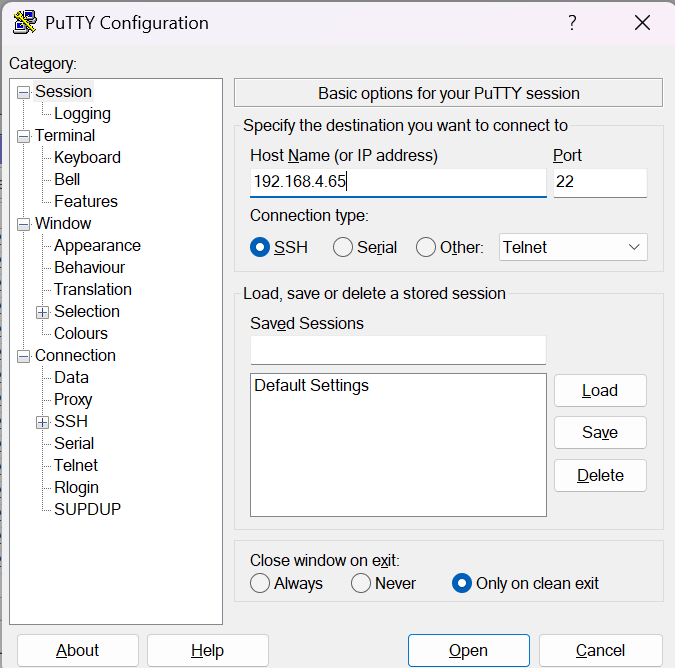 PuTTY Configuration
?
Category:
Session
Logging
Terminal
Keyboard
Bell
Features
Window
Appearance
Behaviour
Translation
Selection
Colours
Connection
Data
Proxy
SSH
Serial
Telnet
Rlogin
SUPDUP
Basic options for your PuTTY session
Specify the destination you want to connect to
Host Name (or IP address) Port
192.168.4.65 22
Connection type:
SSH Serial Other: Telnet
Load, save or delete a stored session
Saved Sessions
Default Settings
Load
Save
Delete
Close window on exit:
Always Never Only on clean exit
About Help Open Cancel